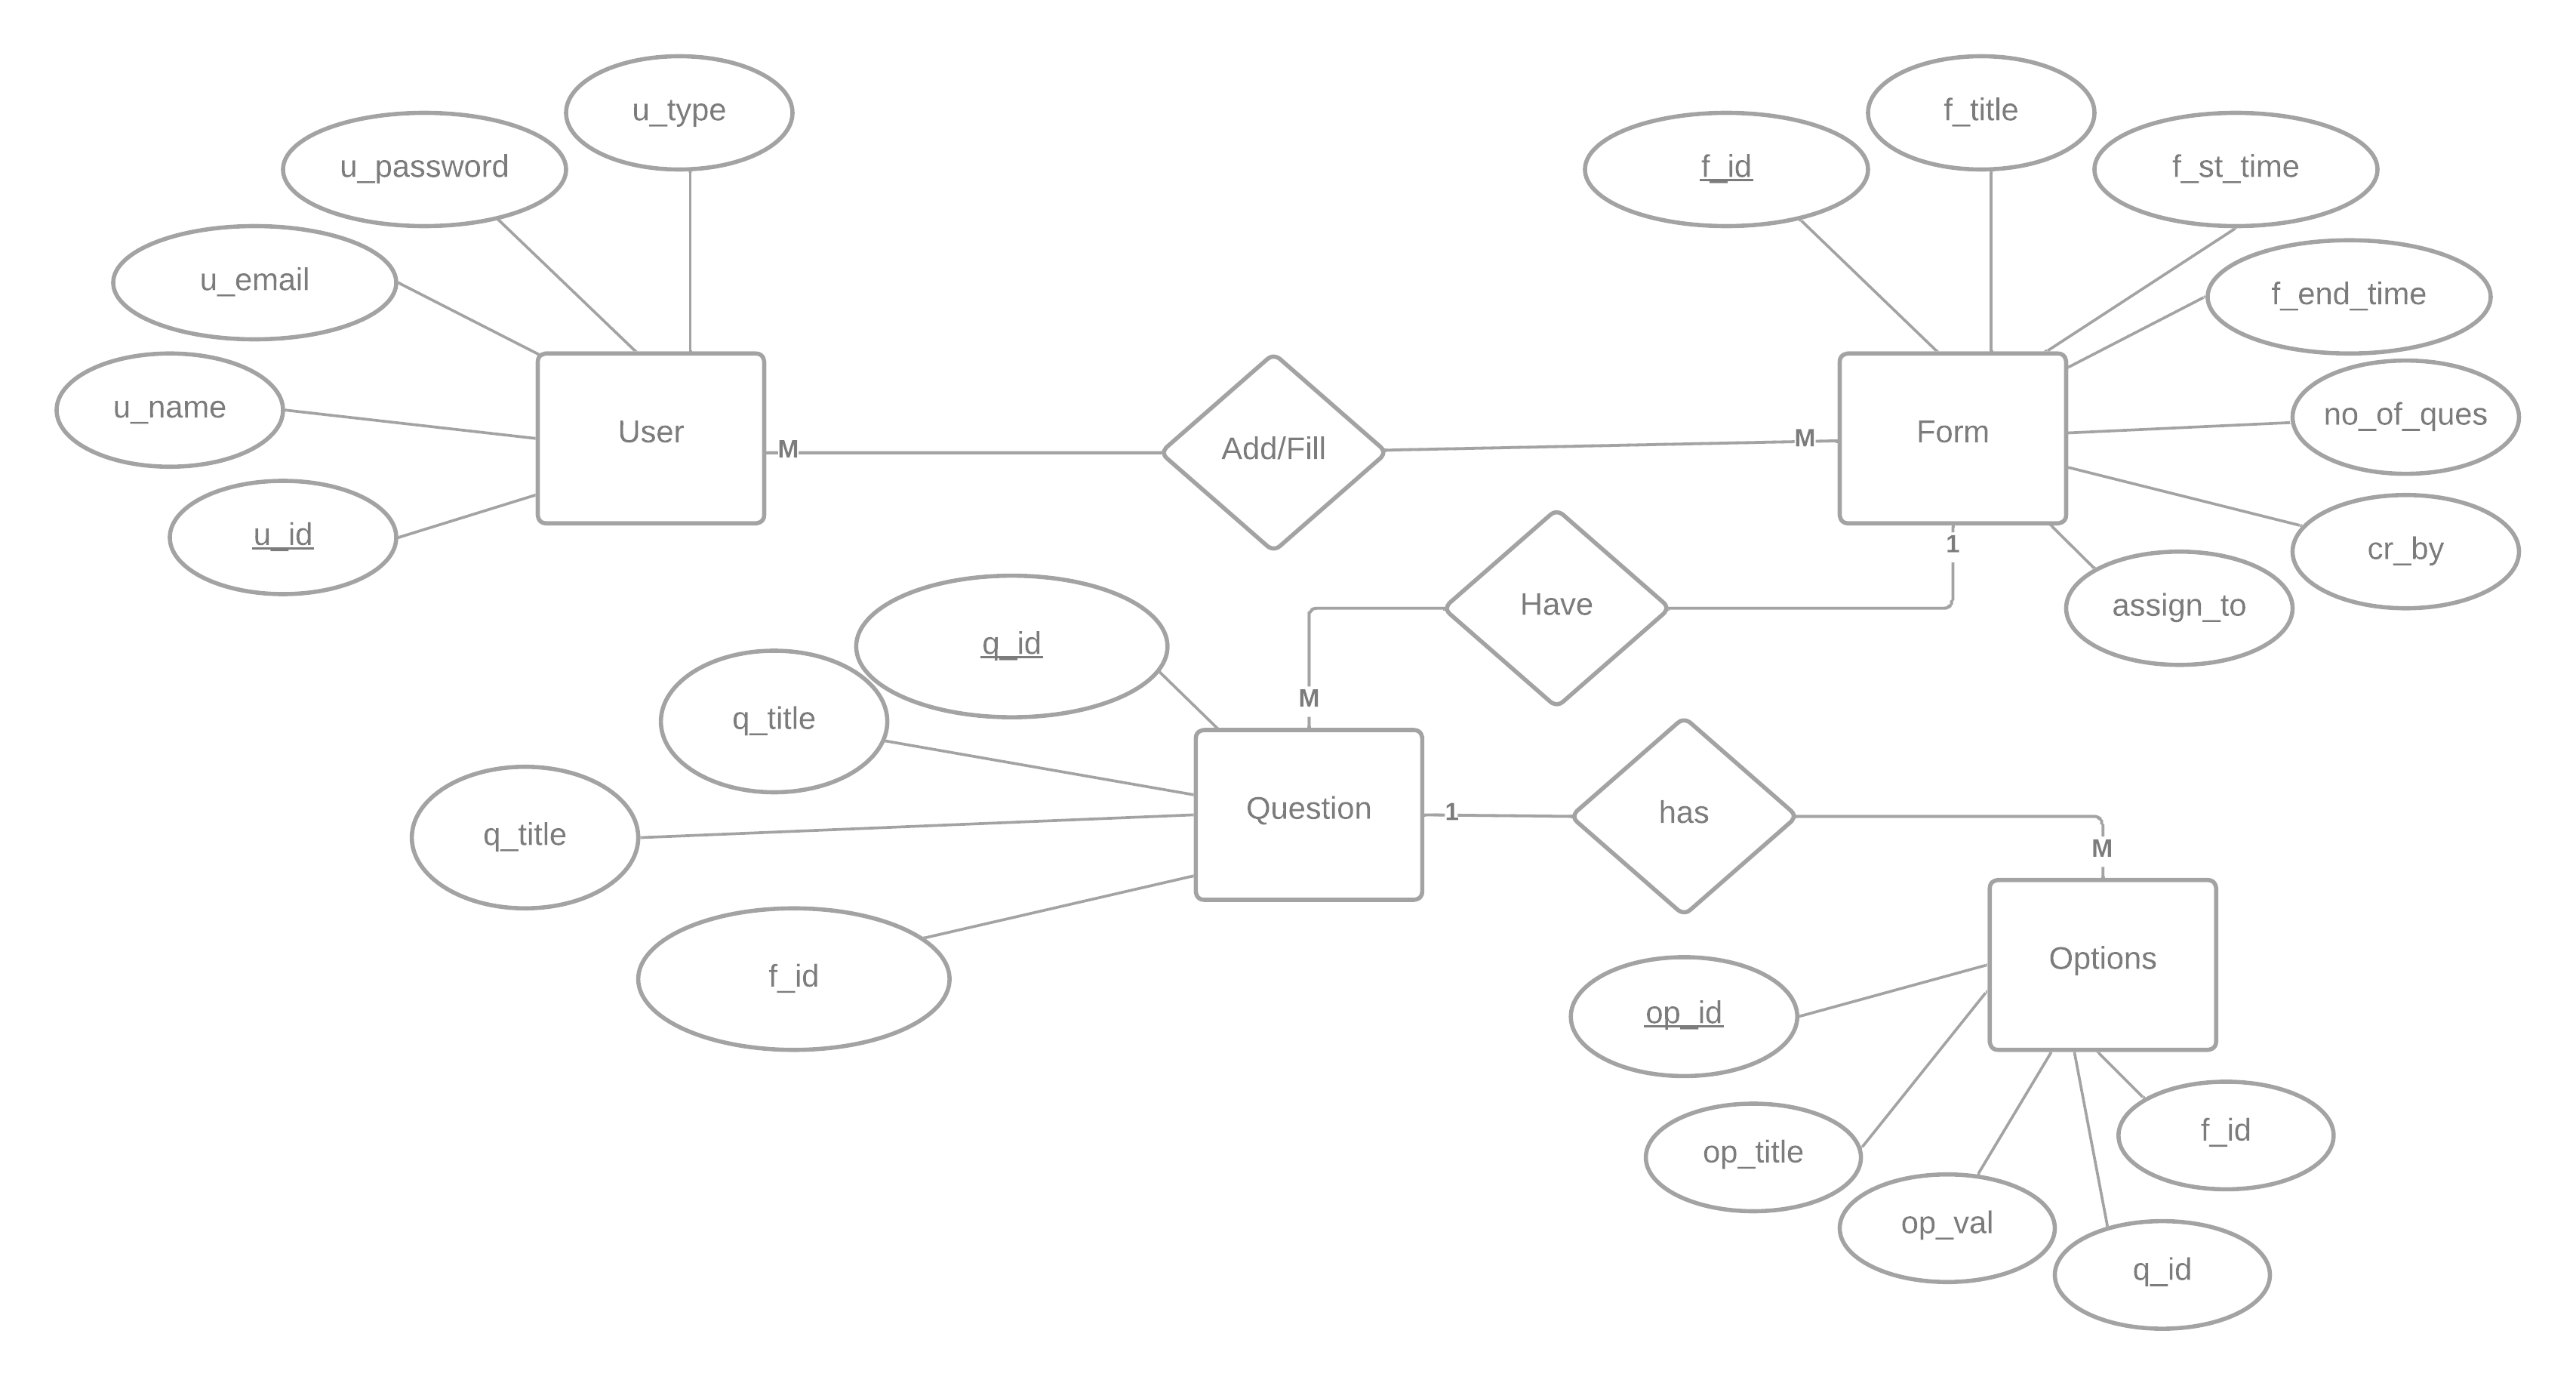 u_type
f_title
u_password
f_id
f_st_time
u_email
f_end_time
u_name
no_of_ques
User
Add/Fill
Form
M
M
u_id
cr_by
1
Have
assign_to
q_id
M
q_title
Question
1
has
q_title
M
Options
f_id
op_id
f_id
op_title
op_val
q_id